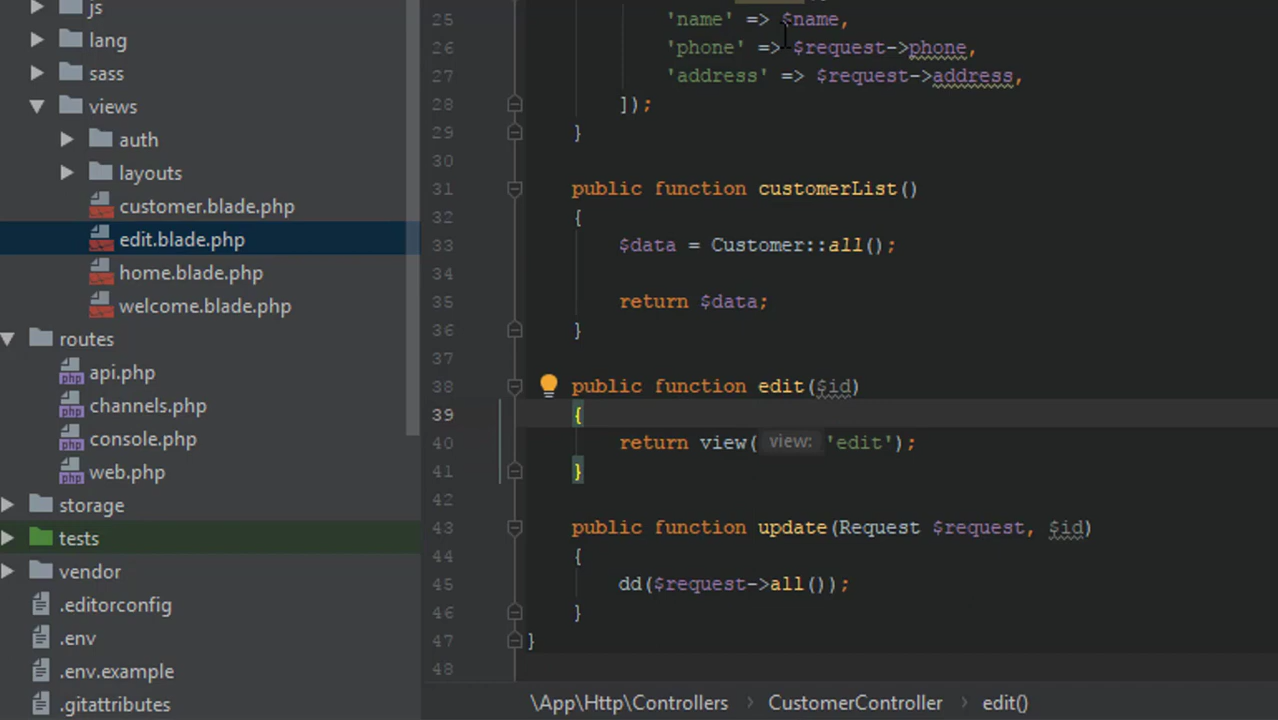 js
lang
sass
views
auth
layouts
customer.blade.php
edit.blade.php
home.blade.php
welcome.blade.php
routes
api.php
channels.php
console.php
web.php
storage
tests
vendor
.editorconfig
.env
.env.example
.gitattributes
25 'name' => $name,
26 'phone' => $request->phone,
27 'address' => $request->address,
28 ]);
29 }
30
31 public function customerList()
32 {
33 $data = Customer::all();
34
35 return $data;
36 }
37
38 public function edit($id)
39 {
40 return view( view: 'edit');
41 }
42
43 public function update(Request $request, $id)
44 {
45 dd($request->all());
46 }
47 }
48
\App\Http\Controllers > CustomerController > edit()